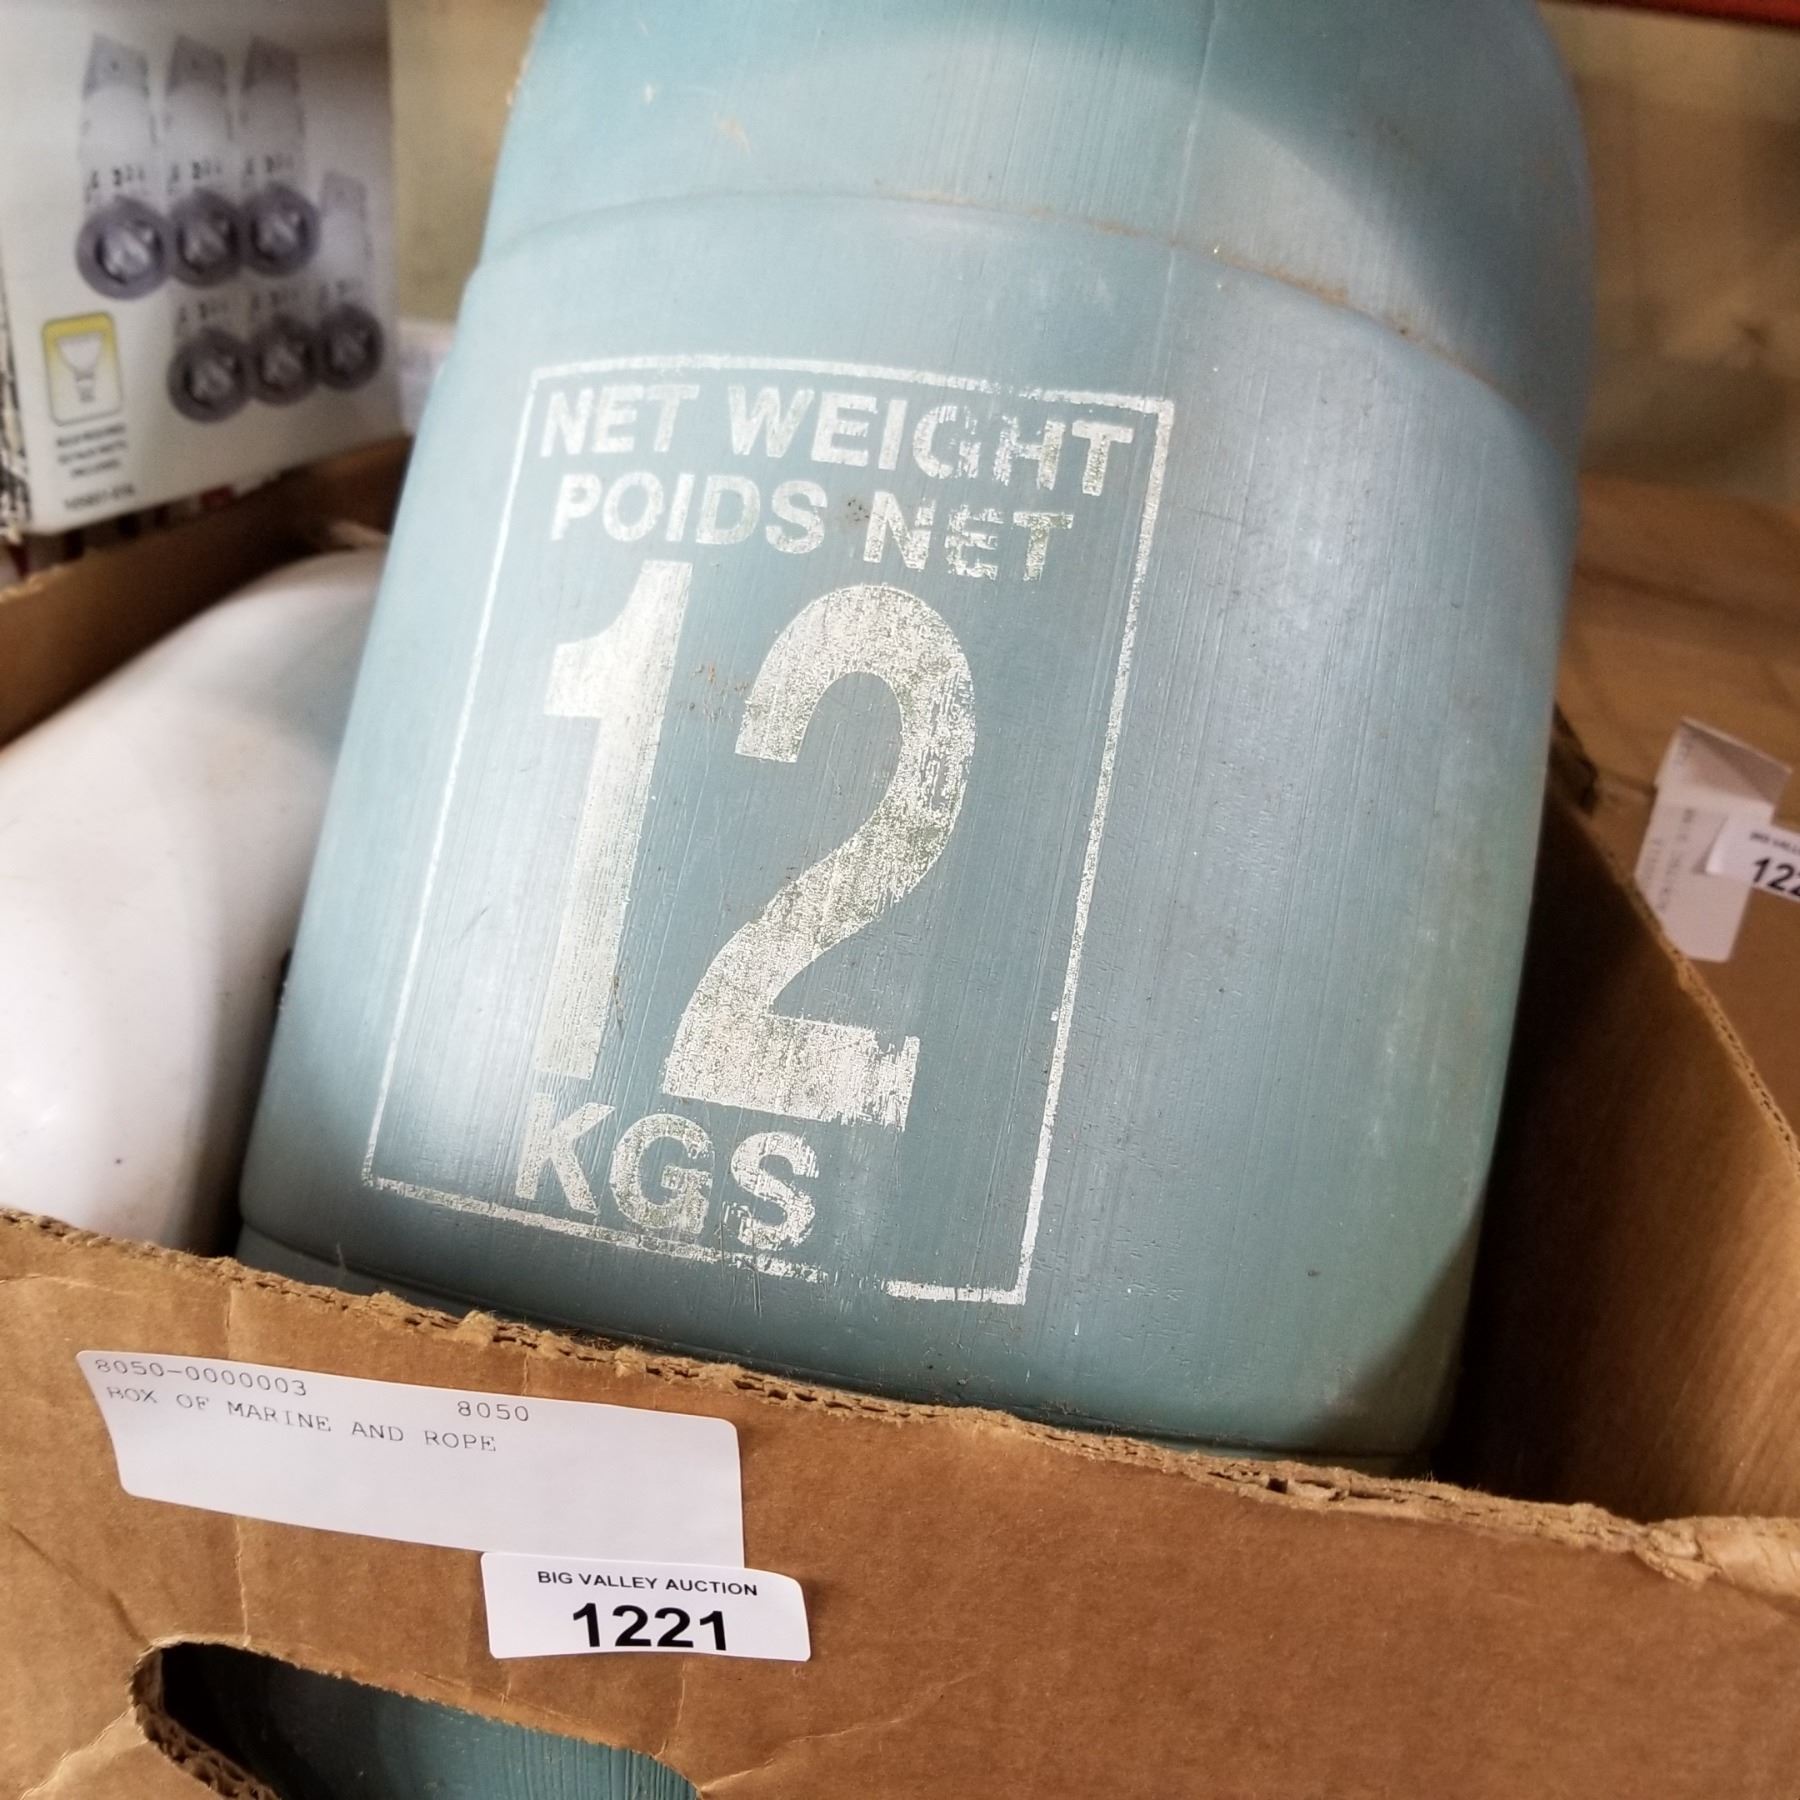 NET WEIGHT
POIDS NET
12
KGS
8050-0000003
8050
BOX OF MARINE AND ROPE
BIG VALLEY AUCTION
1221